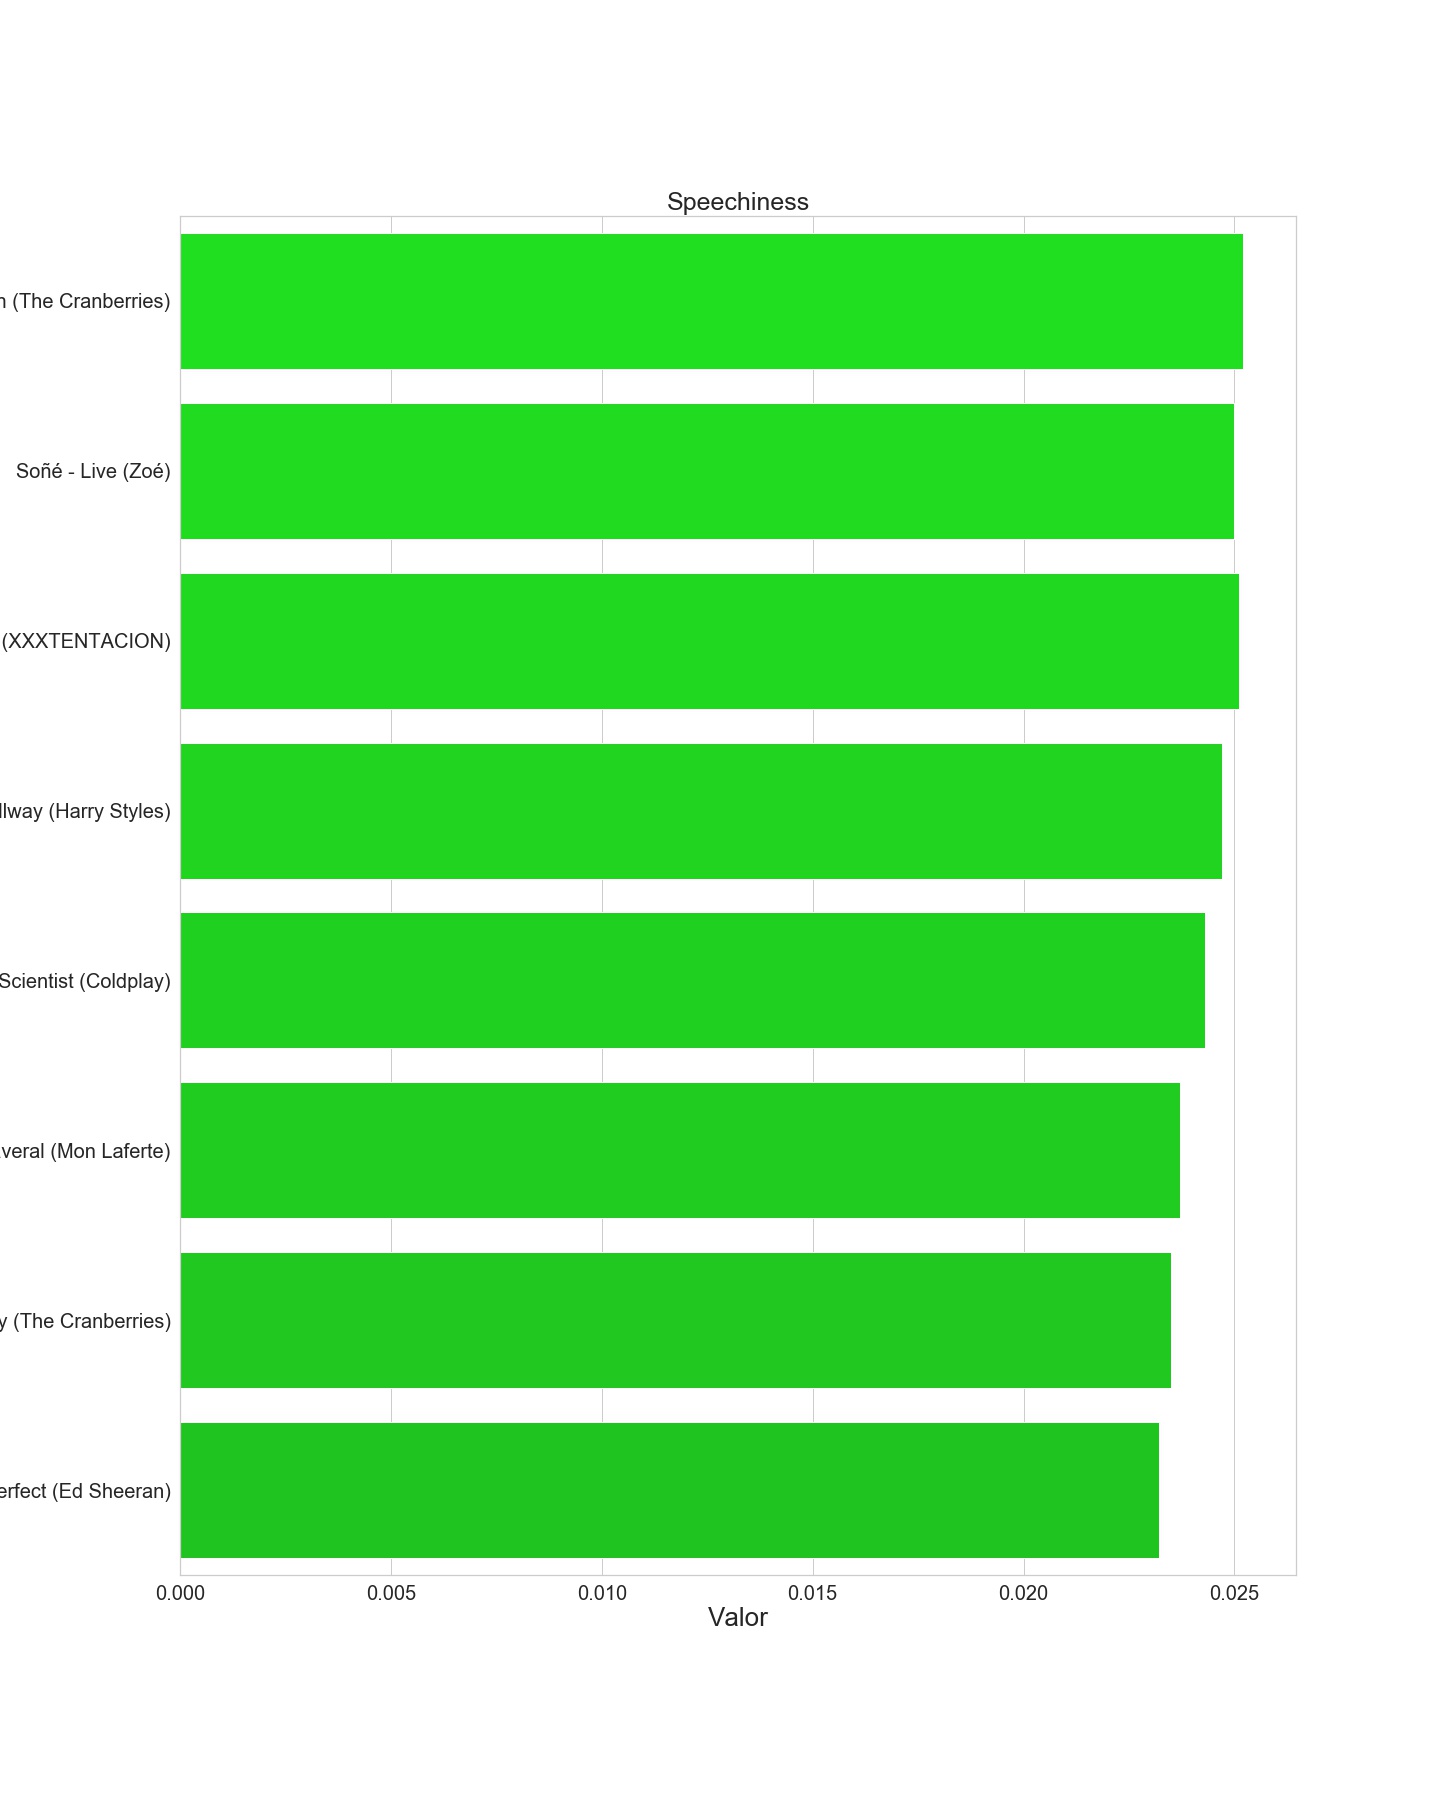 Speechiness
(The Cranberries)
Soñé - Live (Zoé)
(XXXTENTACION)
llway (Harry Styles)
Scientist (Coldplay)
veral (Mon Laferte)
y (The Cranberries)
erfect (Ed Sheeran)
0.000 0.005 0.010 0.015 0.020 0.025
Valor